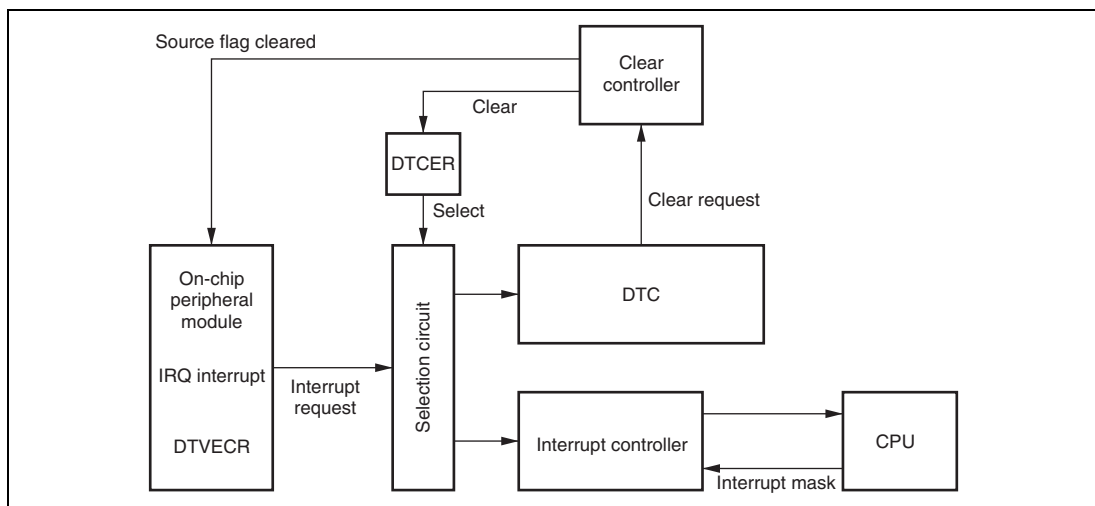 Source flag cleared
Clear
controller
Clear
DTCER
Clear request
Select
On-chip
peripheral
module
IRQ interrupt
DTVECR
Interrupt
request
Selection circuit
DTC
Interrupt controller
CPU
Interrupt mask